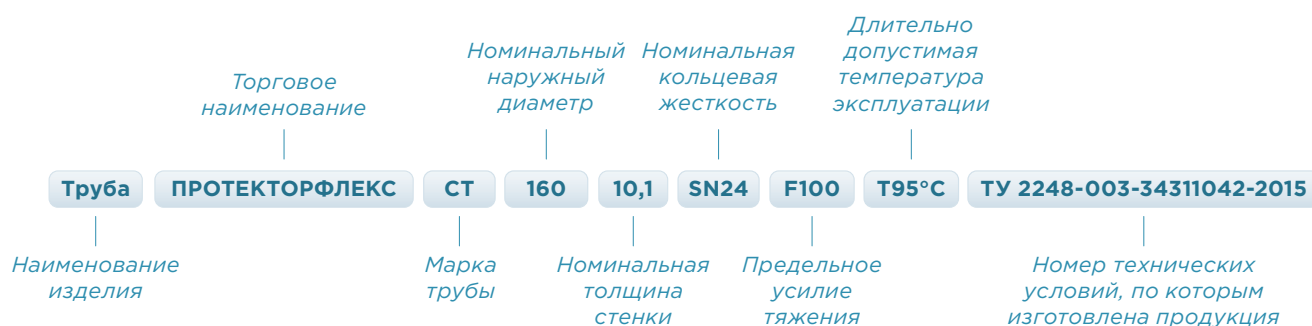 Торговое
наименование
Номинальный
наружный
диаметр
Номинальная
кольцевая
жесткость
Длительно
допустимая
температура
эксплуатации
Труба ПРОТЕКТОРФЛЕКС СТ 160 10,1 SN24 F100 T95°C ТУ 2248-003-34311042-2015
Наименование
изделия
Марка
трубы
Номинальная
толщина
стенки
Предельное
усилие
тяжения
Номер технических
условий, по которым
изготовлена продукция